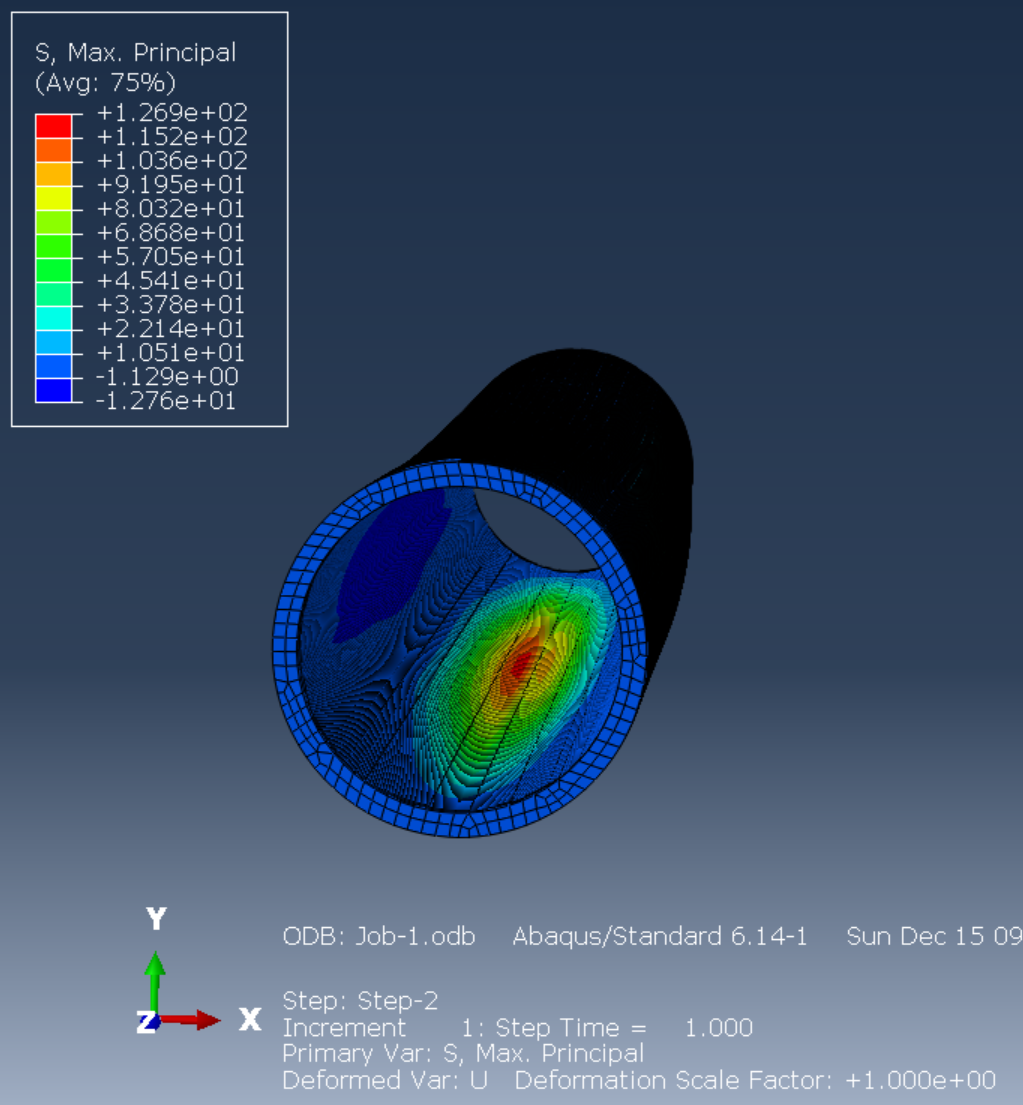 S, Max. Principal
(Avg: 75%)
+1.269e+02
+1.152e+02
+1.036e+02
+9.195e+01
+8.032e+01
+6.868e+01
+5.705e+01
+4.541e+01
+3.378e+01
+2.214e+01
+1.051e+01
-1.129e+00
-1.276e+01
Y
Z X
ODB: Job-1.odb Abaqus/Standard 6.14-1 Sun Dec 15 09
Step: Step-2
Increment 1: Step Time = 1.000
Primary Var: S, Max. Principal
Deformed Var: U Deformation Scale Factor: +1.000e+00